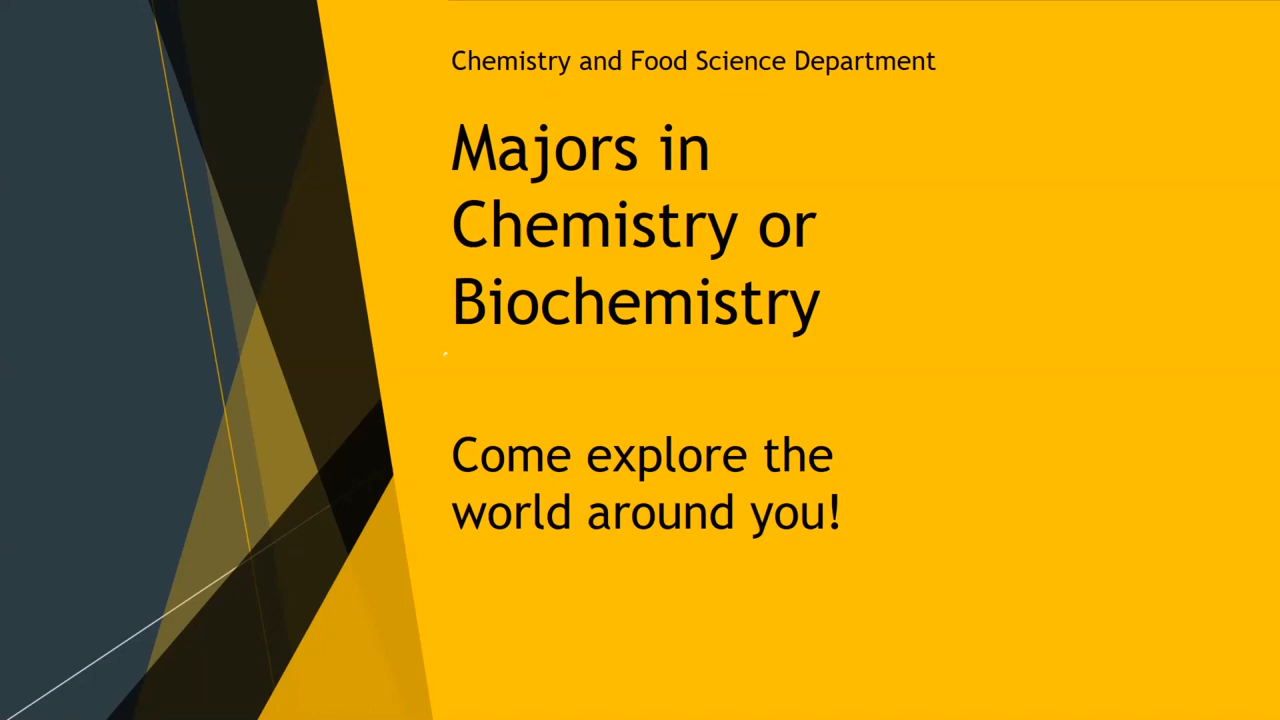 Chemistry and Food Science Department
Majors in
Chemistry or
Biochemistry
Come explore the
world around you!